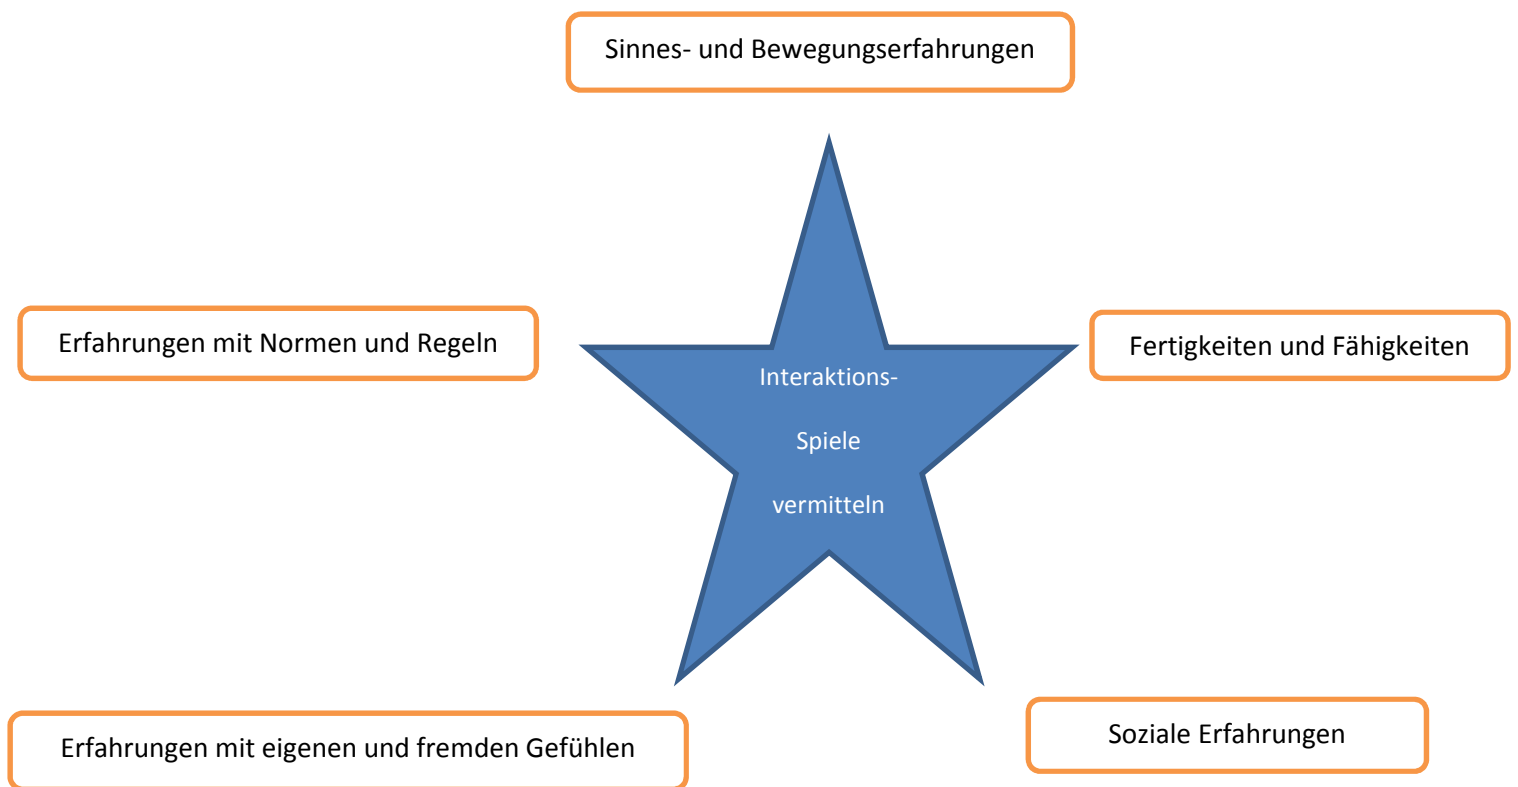 Sinnes- und Bewegungserfahrungen
Erfahrungen mit Normen und Regeln
Fertigkeiten und Fähigkeiten
Interaktions-
Spiele
vermitteln
Erfahrungen mit eigenen und fremden Gefühlen
Soziale Erfahrungen